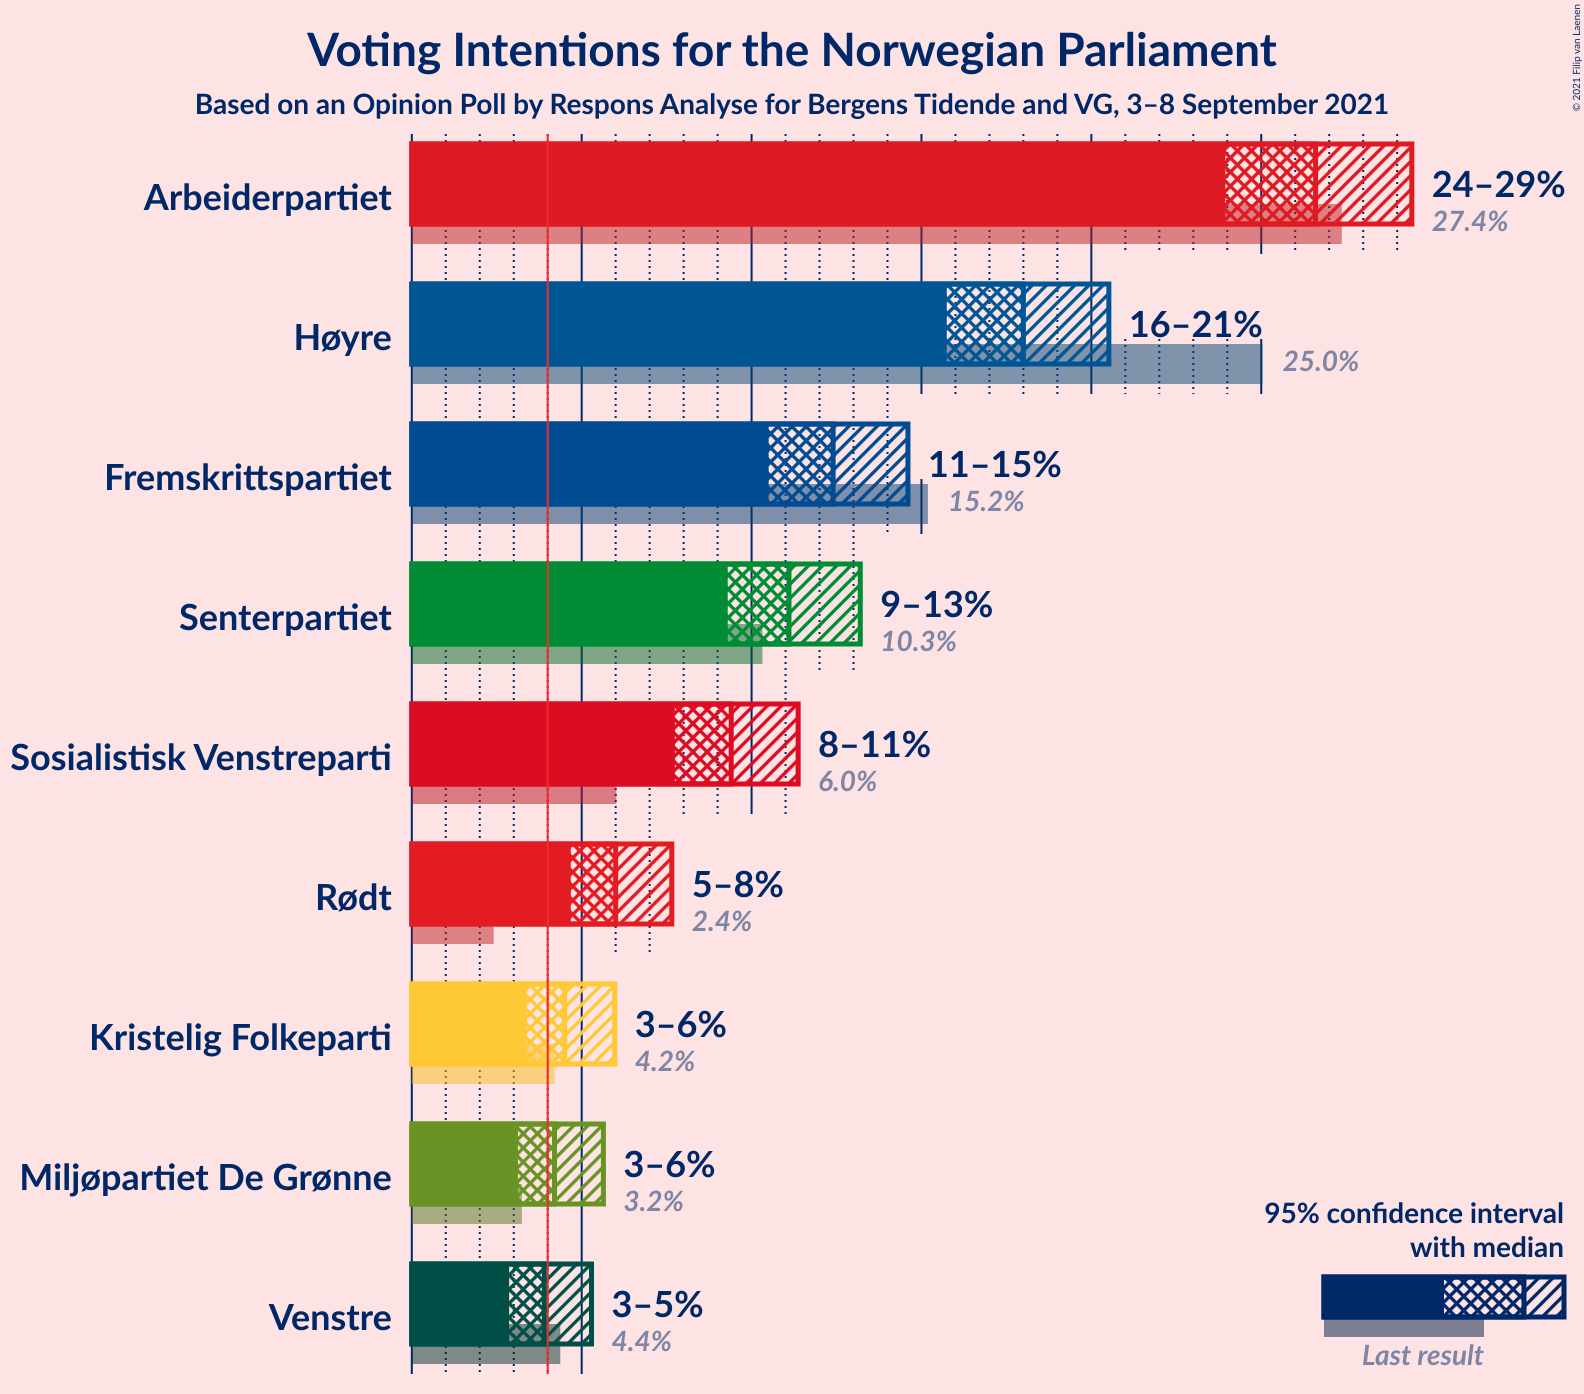 Voting Intentions for the Norwegian Parliament
Based on an Opinion Poll by Respons Analyse for Bergens Tidende and VG, 3–8 September 2021
© 2021 Filip van Laenen
Arbeiderpartiet
24–29%
27.4%
Høyre
16–21%
25.0%
Fremskrittspartiet
11–15%
15.2%
Senterpartiet
9–13%
10.3%
Sosialistisk Venstreparti
8–11%
6.0%
Rødt
5–8%
2.4%
Kristelig Folkeparti
3–6%
4.2%
Miljøpartiet De Grønne
3–6%
3.2%
Venstre
3–5%
4.4%
95% confidence interval
with median
Last result